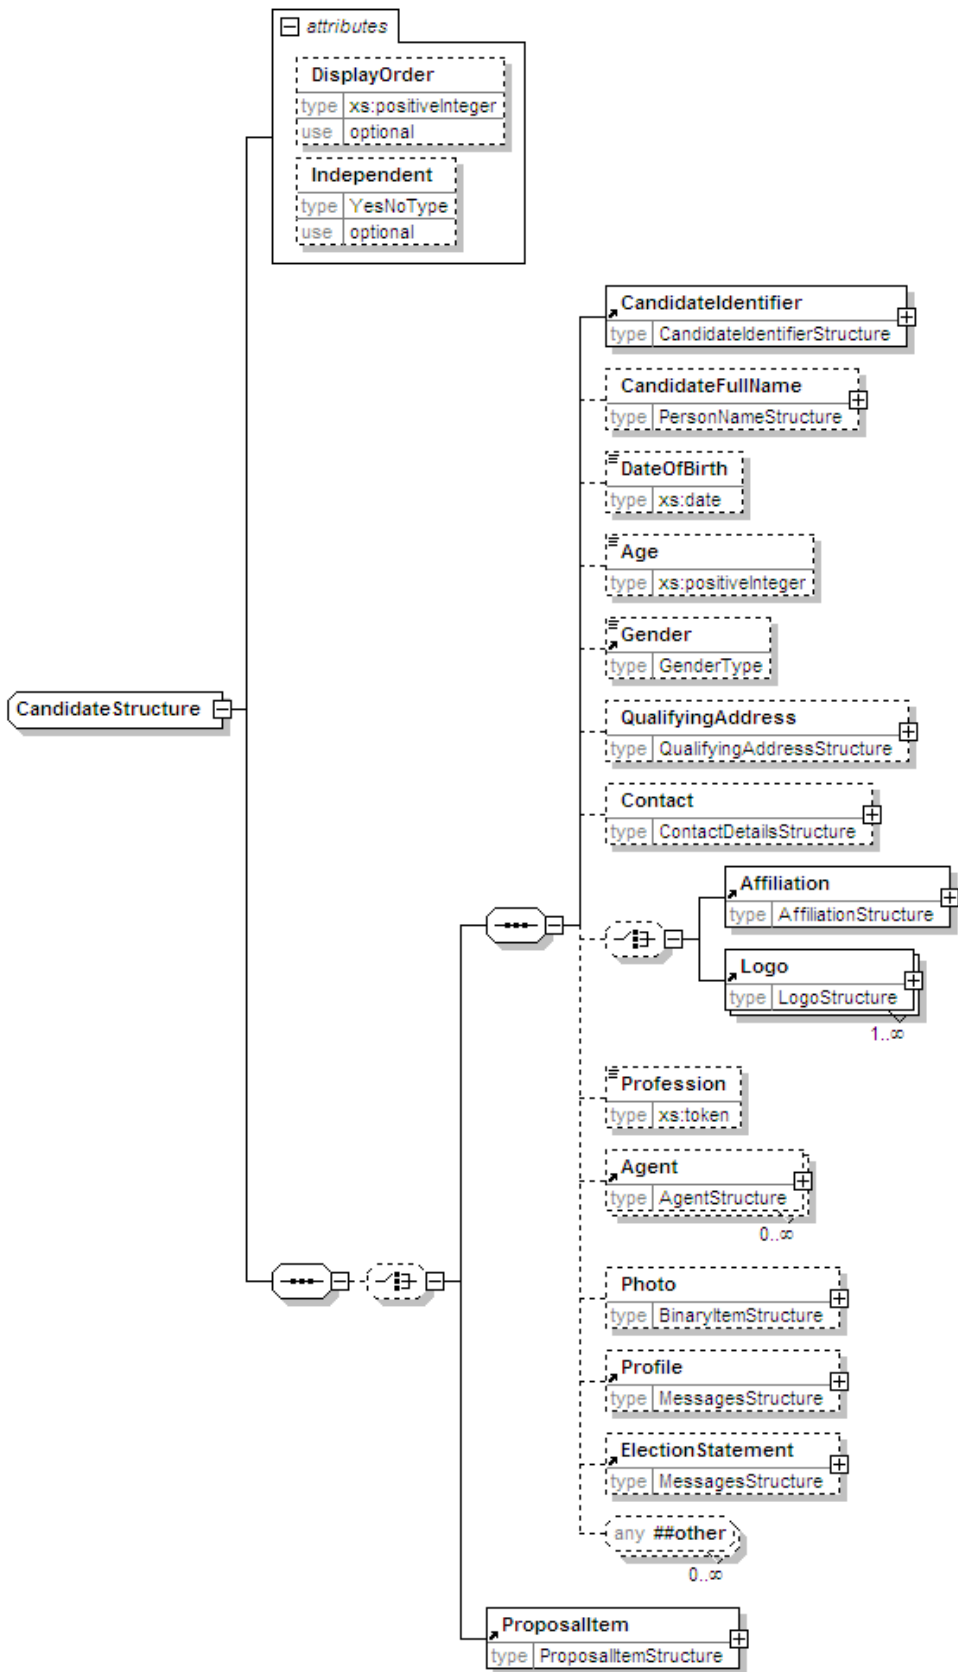 attributes
DisplayOrder
type xs:positiveInteger
use optional
Independent
type YesNoType
use optional
CandidateIdentifier
type CandidateIdentifierStructure
CandidateFullName
type PersonNameStructure
DateOfBirth
type xs:date
Age
type xs:positiveInteger
Gender
type GenderType
CandidateStructure
QualifyingAddress
type QualifyingAddressStructure
Contact
type ContactDetailsStructure
Affiliation
type AffiliationStructure
Logo
type LogoStructure
1..∞
Profession
type xs:token
Agent
type AgentStructure
0..∞
Photo
type BinaryItemStructure
Profile
type MessagesStructure
ElectionStatement
type MessagesStructure
any ##other
0..∞
ProposalItem
type ProposalItemStructure